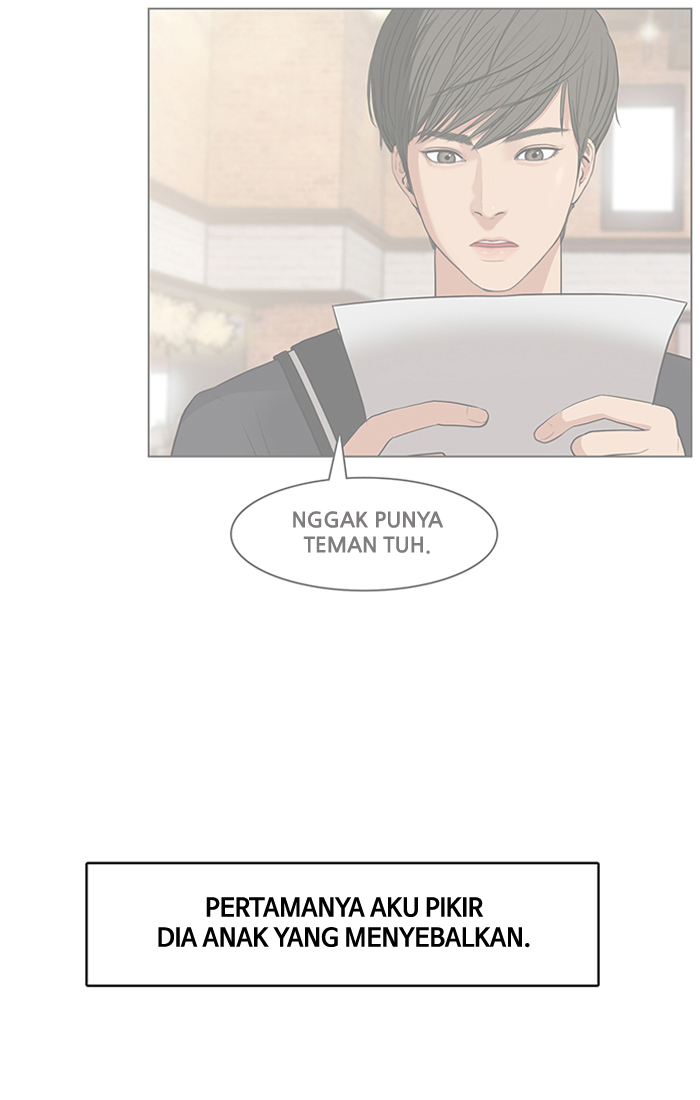 NGGAK PUNYA
TEMAN TUH.
PERTAMANYA AKU PIKIR
DIA ANAK YANG MENYEBALKAN.